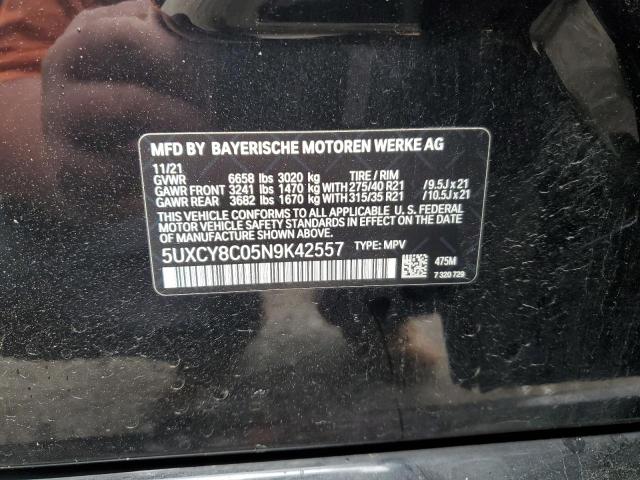 MFD BY BAYERISCHE MOTOREN WERKE AG
11/21
GVWR 6658 lbs 3020 kg TIRE / RIM
GAWR FRONT 3241 lbs 1470 kg WITH 275/40 R21 / 9.5J x 21
GAWR REAR 3682 lbs 1670 kg WITH 315/35 R21 / 10.5J x 21
THIS VEHICLE CONFORMS TO ALL APPLICABLE U. S. FEDERAL
MOTOR VEHICLE SAFETY STANDARDS IN EFFECT ON THE DATE
OF MANUFACTURE SHOWN ABOVE.
5UXCY8C05N9K42557 TYPE: MPV
475M
7 320 729